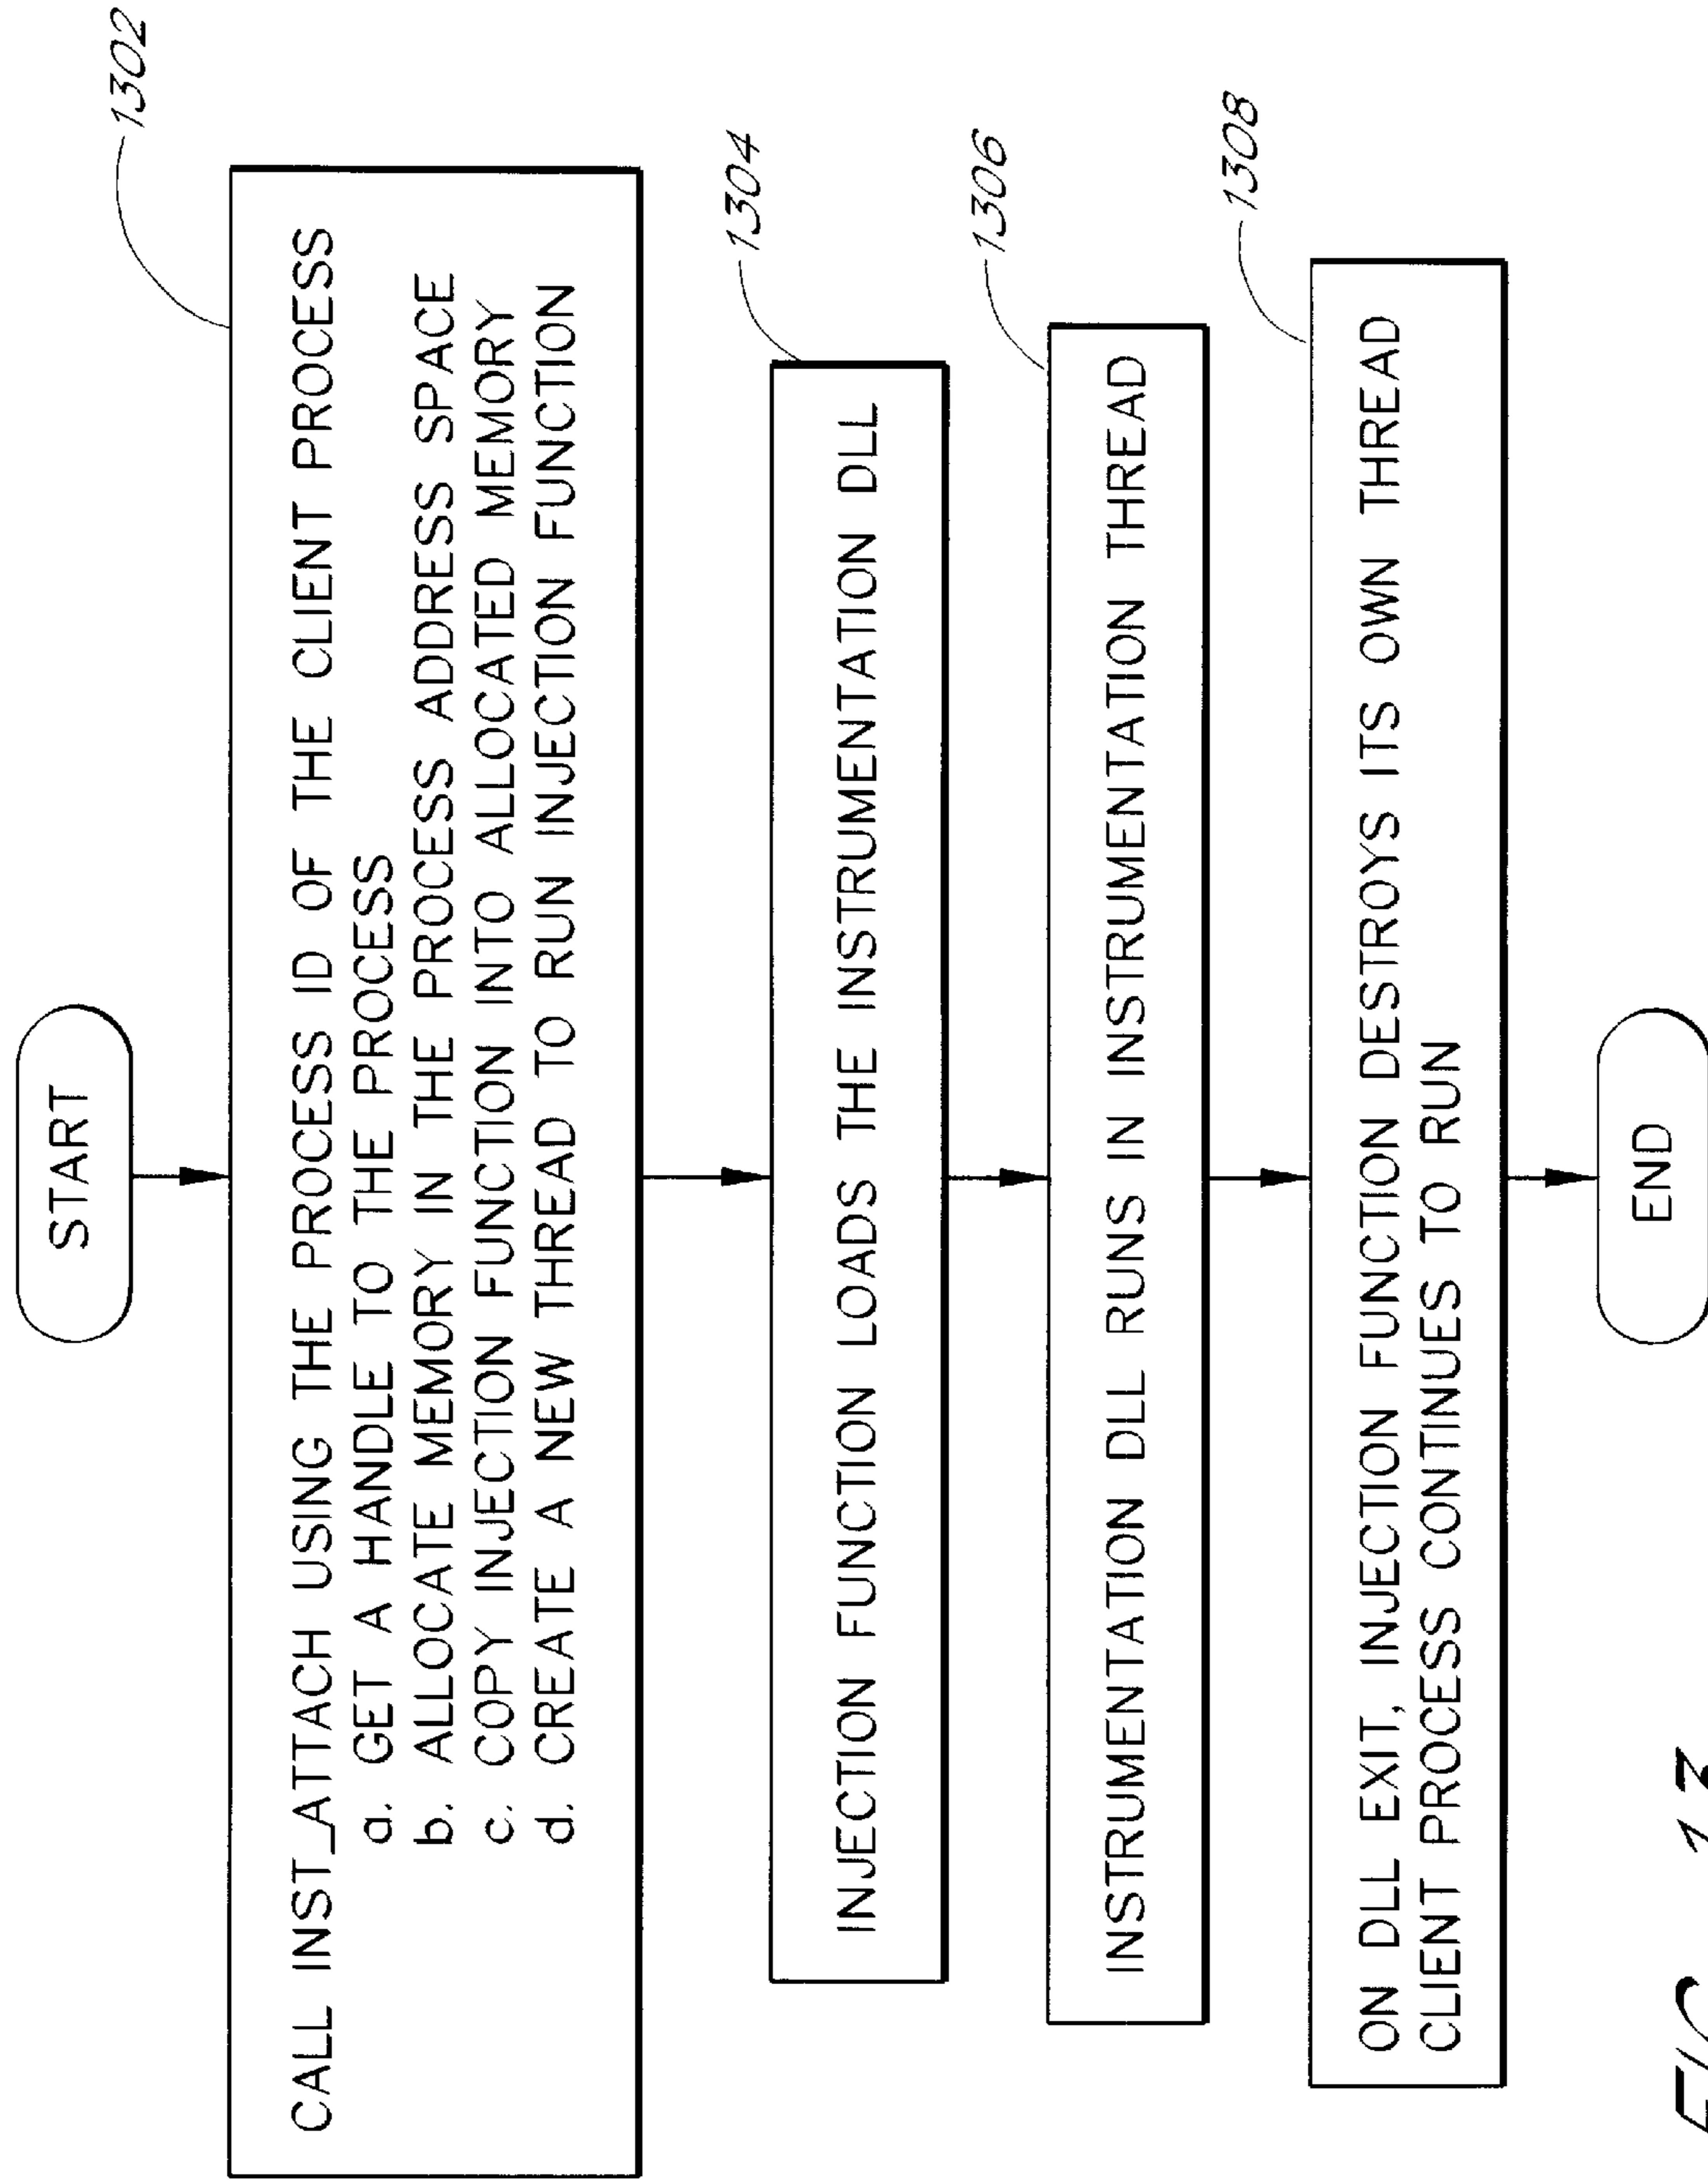 START
1302
CALL INST_ATTACH USING THE PROCESS ID OF THE CLIENT PROCESS
a. GET A HANDLE TO THE PROCESS
b. ALLOCATE MEMORY IN THE PROCESS ADDRESS SPACE
c. COPY INJECTION FUNCTION INTO ALLOCATED MEMORY
d. CREATE A NEW THREAD TO RUN INJECTION FUNCTION
1304
INJECTION FUNCTION LOADS THE INSTRUMENTATION DLL
1306
INSTRUMENTATION DLL RUNS IN INSTRUMENTATION THREAD
1308
ON DLL EXIT, INJECTION FUNCTION DESTROYS ITS OWN THREAD
CLIENT PROCESS CONTINUES TO RUN
END
FIG. 13